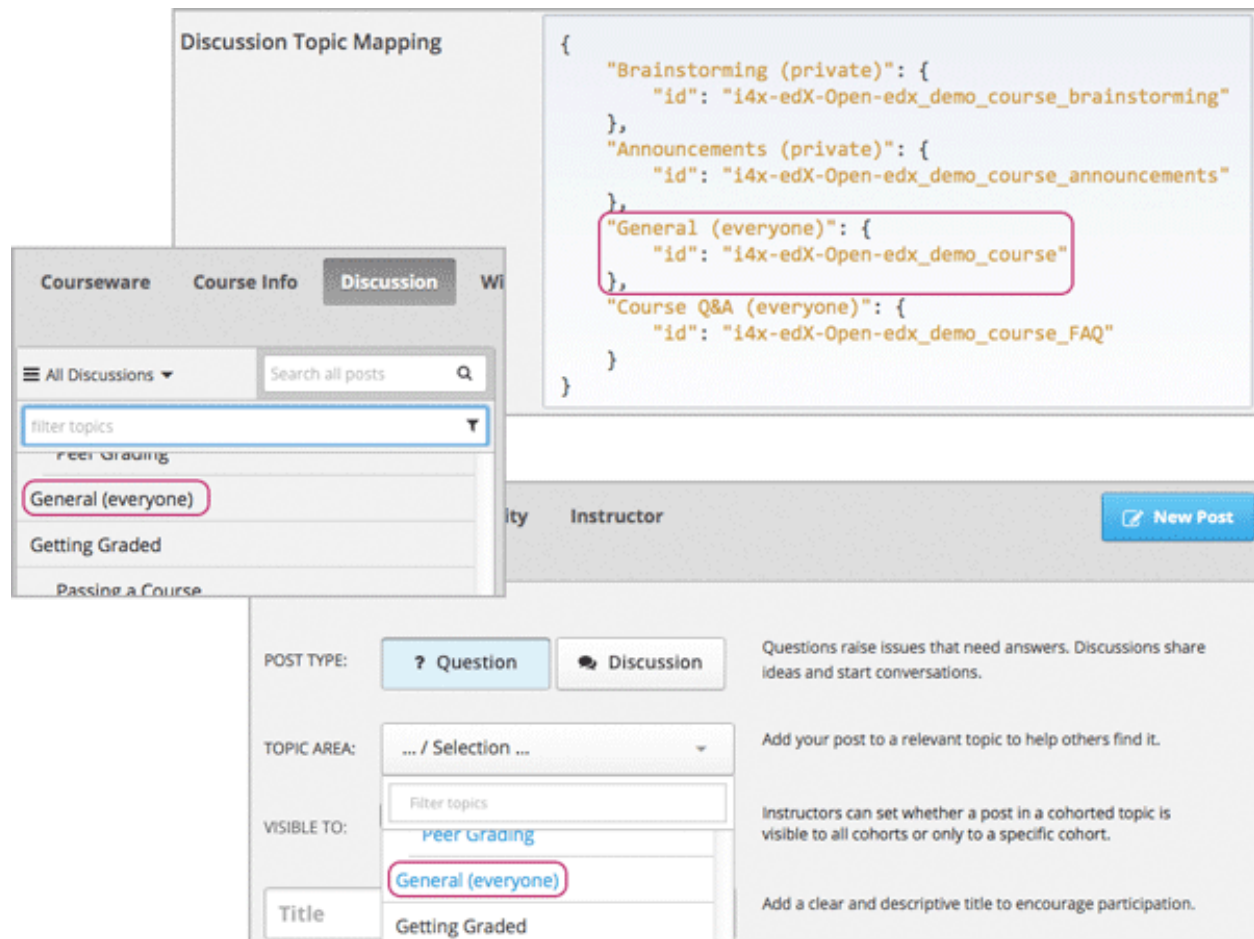 Discussion Topic Mapping
{
"Brainstorming (private)": {
"id": "i4x-edX-Open-edx_demo_course_brainstorming"
},
"Announcements (private)": {
"id": "i4x-edX-Open-edx_demo_course_announcements"
},
"General (everyone)": {
"id": "i4x-edX-Open-edx_demo_course"
},
"Course Q&A (everyone)": {
"id": "i4x-edX-Open-edx_demo_course_FAQ"
}
}
Courseware Course Info Discussion Wi
All Discussions Search all posts
filter topics
Peer Grading
General (everyone)
Getting Graded
Passing a Course
ity Instructor New Post
POST TYPE: ? Question Discussion Questions raise issues that need answers. Discussions share
ideas and start conversations.
TOPIC AREA: ... / Selection ... Add your post to a relevant topic to help others find it.
Filter topics
VISIBLE TO: Instructors can set whether a post in a cohorted topic is
visible to all cohorts or only to a specific cohort.
Peer Grading
General (everyone)
Title Add a clear and descriptive title to encourage participation.
Getting Graded